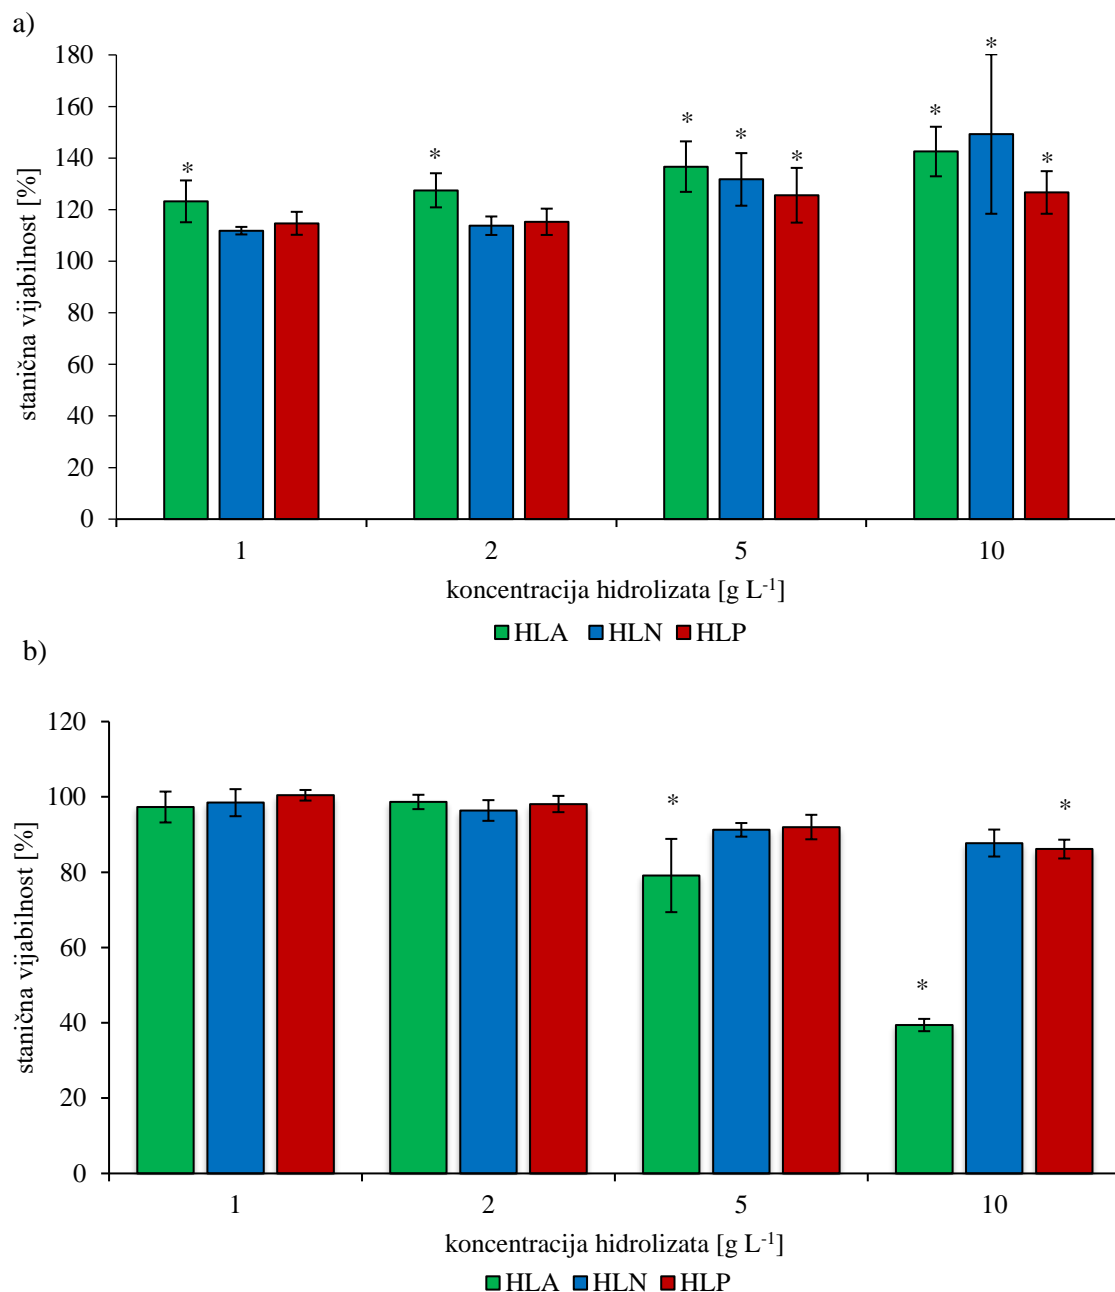 a)
180
160
140
120
100
80
60
40
20
0
stanična vijabilnost [%]
* * * * * * * *
1 2 5 10
koncentracija hidrolizata [g L⁻¹]
HLA HLN HLP
b)
120
100
80
60
40
20
0
stanična vijabilnost [%]
* * *
1 2 5 10
koncentracija hidrolizata [g L⁻¹]
HLA HLN HLP